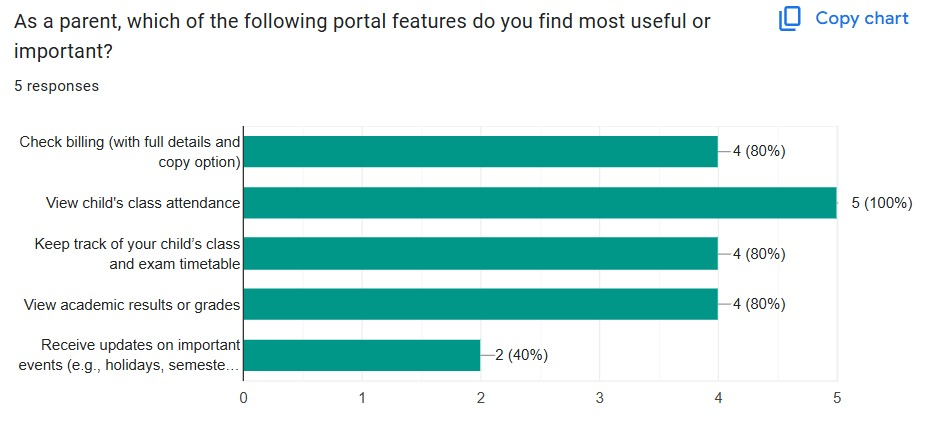 As a parent, which of the following portal features do you find most useful or
important?
Copy chart
5 responses
Check billing (with full details and
copy option)
4 (80%)
View child's class attendance
5 (100%)
Keep track of your child’s class
and exam timetable
4 (80%)
View academic results or grades
4 (80%)
Receive updates on important
events (e.g., holidays, semeste...
2 (40%)
0 1 2 3 4 5